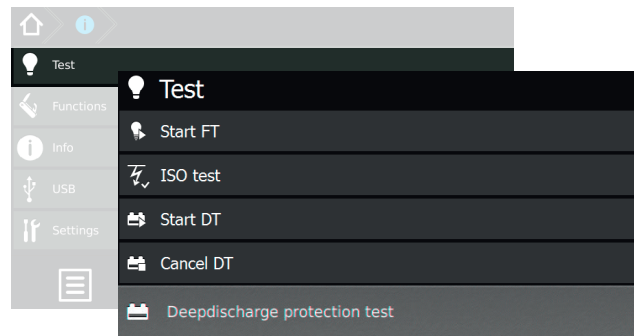 Test
Functions
Info
USB
Settings
Test
Start FT
ISO test
Start DT
Cancel DT
Deepdischarge protection test